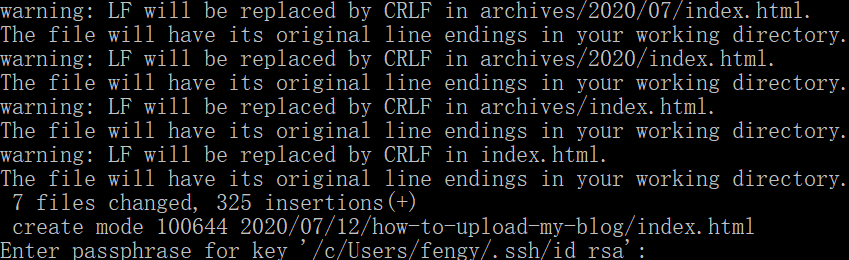 warning: LF will be replaced by CRLF in archives/2020/07/index.html.
The file will have its original line endings in your working directory.
warning: LF will be replaced by CRLF in archives/2020/index.html.
The file will have its original line endings in your working directory.
warning: LF will be replaced by CRLF in archives/index.html.
The file will have its original line endings in your working directory.
warning: LF will be replaced by CRLF in index.html.
The file will have its original line endings in your working directory.
 7 files changed, 325 insertions(+)
 create mode 100644 2020/07/12/how-to-upload-my-blog/index.html
Enter passphrase for key '/c/Users/fengy/.ssh/id_rsa':